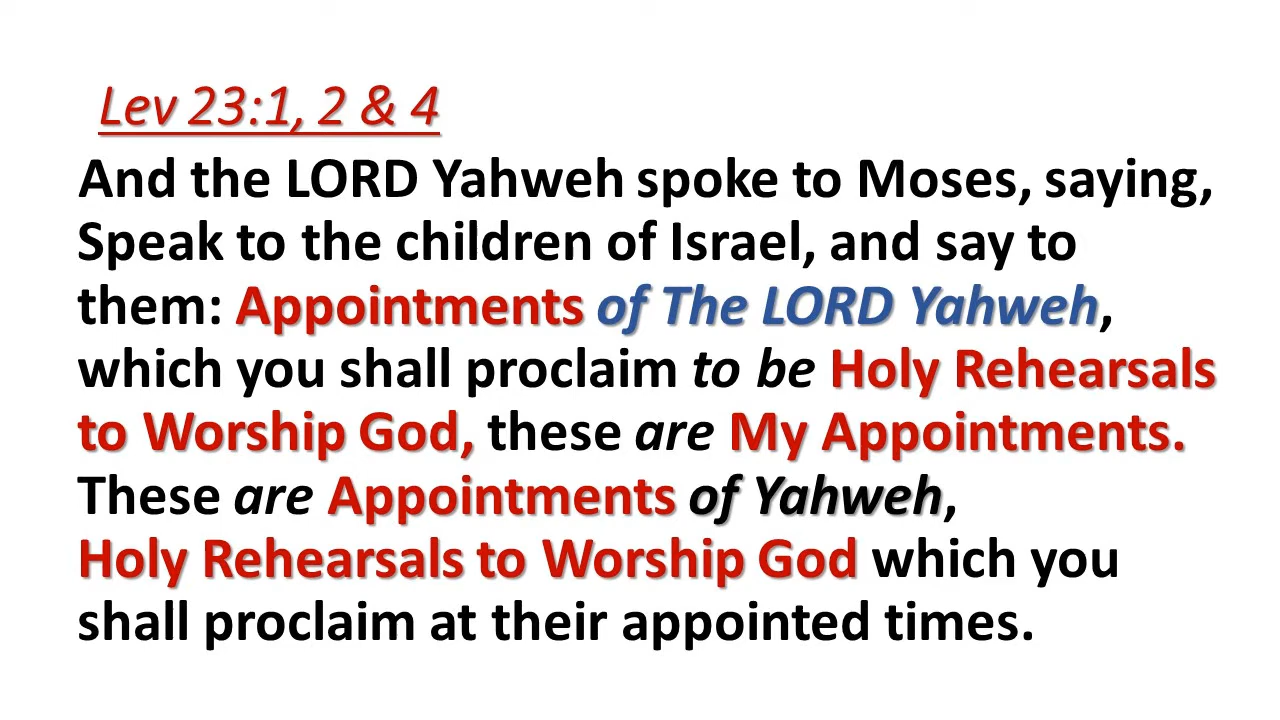 Lev 23:1, 2 & 4
And the LORD Yahweh spoke to Moses, saying,
Speak to the children of Israel, and say to
them: Appointments of The LORD Yahweh,
which you shall proclaim to be Holy Rehearsals
to Worship God, these are My Appointments.
These are Appointments of Yahweh,
Holy Rehearsals to Worship God which you
shall proclaim at their appointed times.